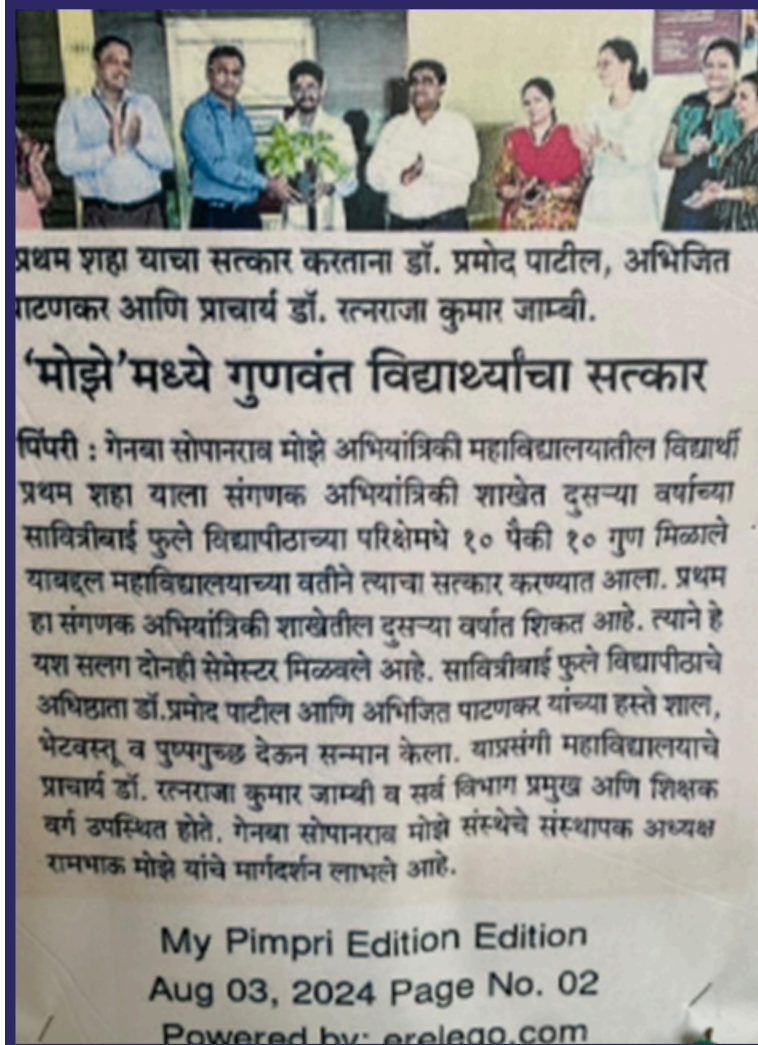 प्रथम शहा याचा सत्कार करताना डॉ. प्रमोद पाटील, अभिजित
पाटणकर आणि प्राचार्य डॉ. रत्नराजा कुमार जाम्बी.
'मोझे'मध्ये गुणवंत विद्यार्थ्यांचा सत्कार
पिंपरी : गेनबा सोपानराव मोझे अभियांत्रिकी महाविद्यालयातील विद्यार्थी
प्रथम शहा याला संगणक अभियांत्रिकी शाखेत दुसऱ्या वर्षाच्या
सावित्रीबाई फुले विद्यापीठाच्या परिक्षेमधे १० पैकी १० गुण मिळाले
याबद्दल महाविद्यालयाच्या वतीने त्याचा सत्कार करण्यात आला. प्रथम
हा संगणक अभियांत्रिकी शाखेतील दुसऱ्या वर्षात शिकत आहे. त्याने हे
यश सलग दोनही सेमेस्टर मिळवले आहे. सावित्रीबाई फुले विद्यापीठाचे
अधिष्ठाता डॉ.प्रमोद पाटील आणि अभिजित पाटणकर यांच्या हस्ते शाल,
भेटवस्तू व पुष्पगुच्छ देऊन सन्मान केला. याप्रसंगी महाविद्यालयाचे
प्राचार्य डॉ. रत्नराजा कुमार जाम्बी व सर्व विभाग प्रमुख अणि शिक्षक
वर्ग उपस्थित होते. गेनबा सोपानराव मोझे संस्थेचे संस्थापक अध्यक्ष
रामभाऊ मोझे यांचे मार्गदर्शन लाभले आहे.
My Pimpri Edition Edition
Aug 03, 2024 Page No. 02
Powered by: erelego.com